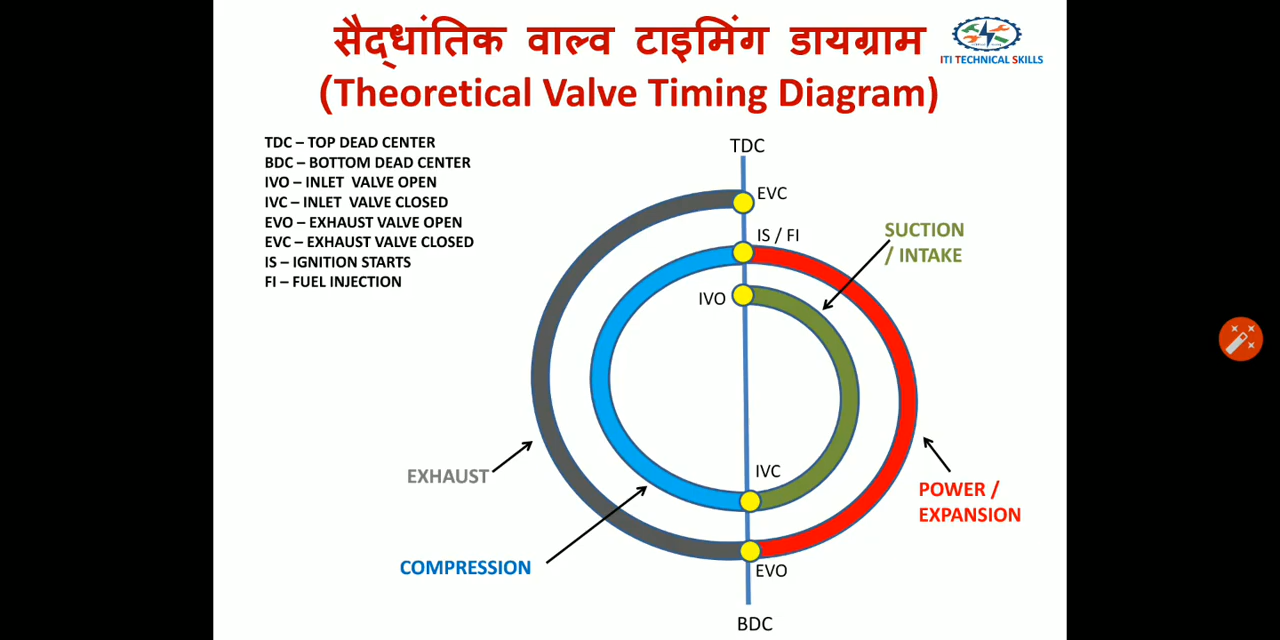 सैद्धांतिक वाल्व टाइमिंग डायग्राम
(Theoretical Valve Timing Diagram)
ITI TECHNICAL SKILLS
TDC – TOP DEAD CENTER
BDC – BOTTOM DEAD CENTER
IVO – INLET VALVE OPEN
IVC – INLET VALVE CLOSED
EVO – EXHAUST VALVE OPEN
EVC – EXHAUST VALVE CLOSED
IS – IGNITION STARTS
FI – FUEL INJECTION
TDC
EVC
IS / FI
SUCTION
/ INTAKE
IVO
IVC
EXHAUST
POWER /
EXPANSION
COMPRESSION
EVO
BDC